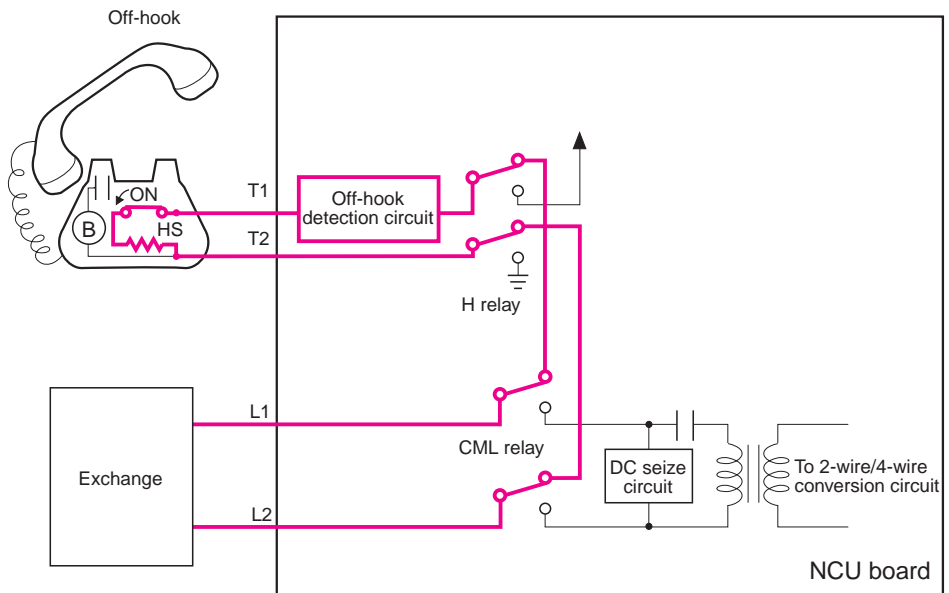 Off-hook
ON
B
HS
T1
T2
Off-hook
detection circuit
H relay
Exchange
L1
L2
CML relay
DC seize
circuit
To 2-wire/4-wire
conversion circuit
NCU board